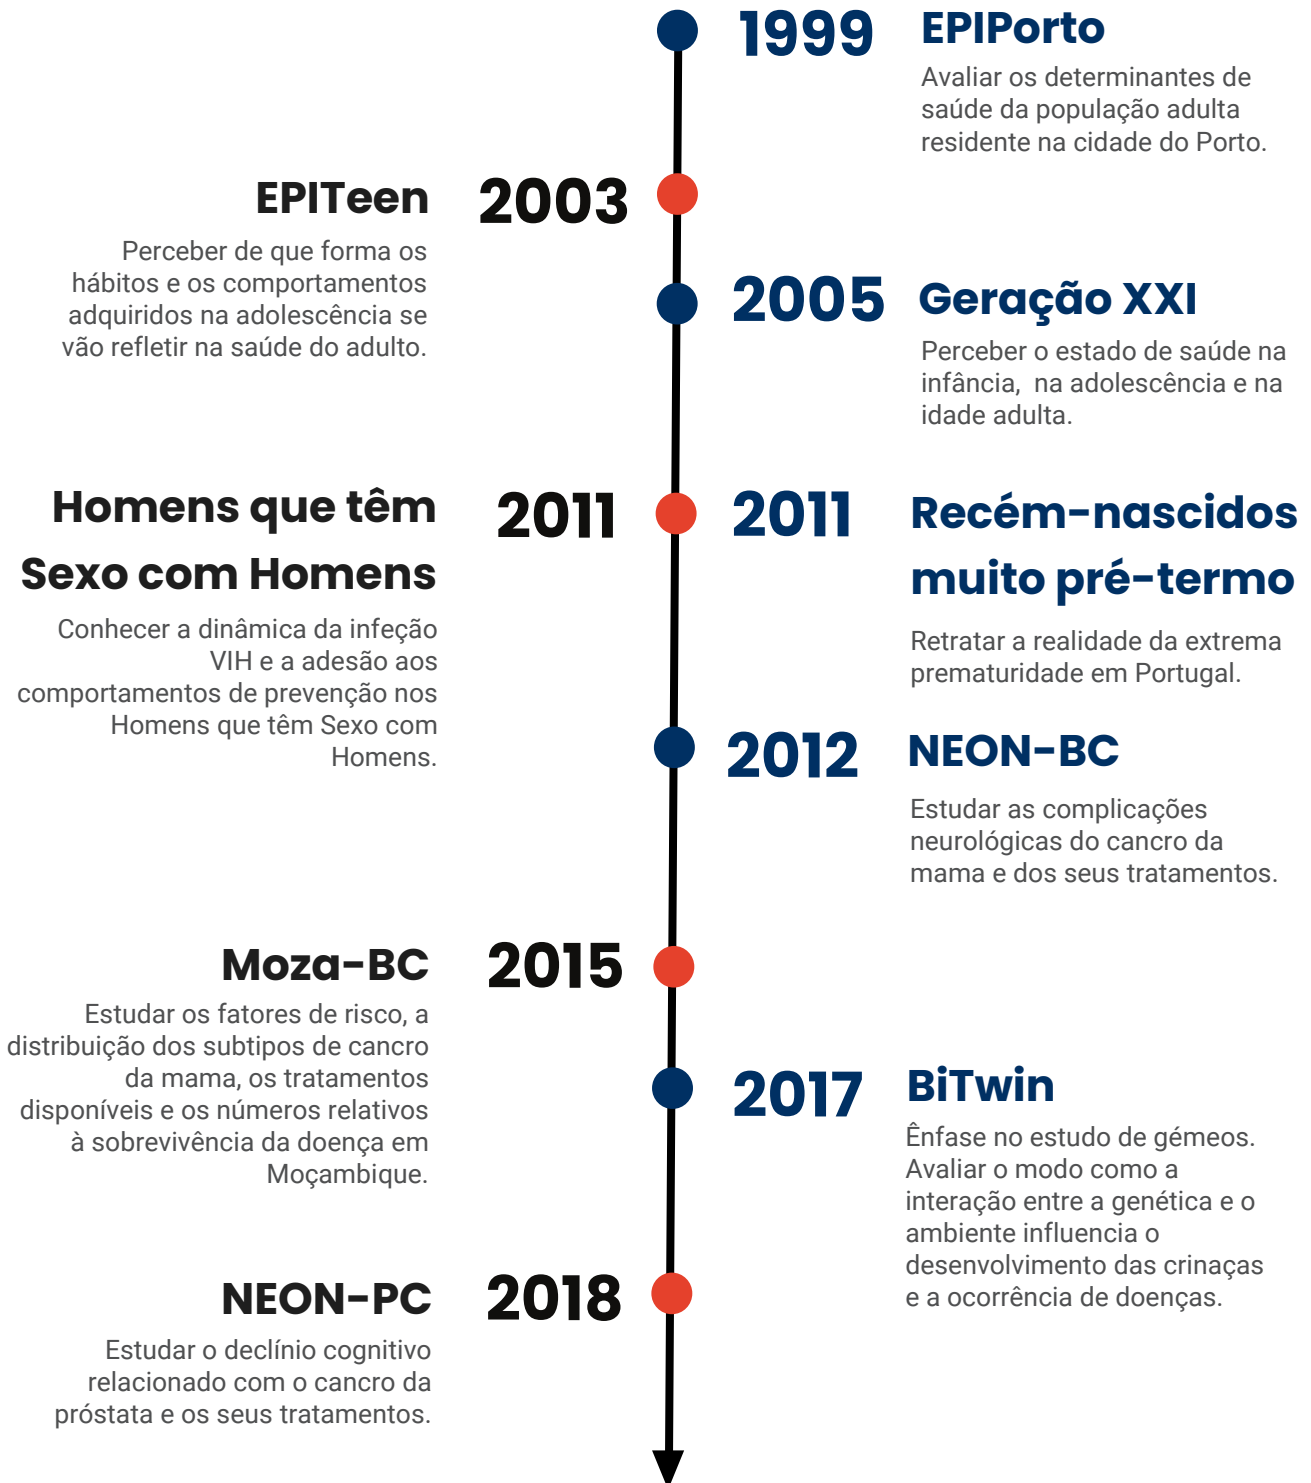 1999 EPIPorto
Avaliar os determinantes de
saúde da população adulta
residente na cidade do Porto.
EPITeen 2003
Perceber de que forma os
hábitos e os comportamentos
adquiridos na adolescência se
vão refletir na saúde do adulto.
2005 Geração XXI
Perceber o estado de saúde na
infância, na adolescência e na
idade adulta.
Homens que têm 2011
Sexo com Homens
Conhecer a dinâmica da infeção
VIH e a adesão aos
comportamentos de prevenção nos
Homens que têm Sexo com
Homens.
2011 Recém-nascidos
muito pré-termo
Retratar a realidade da extrema
prematuridade em Portugal.
2012 NEON-BC
Estudar as complicações
neurológicas do cancro da
mama e dos seus tratamentos.
Moza-BC 2015
Estudar os fatores de risco, a
distribuição dos subtipos de cancro
da mama, os tratamentos
disponíveis e os números relativos
à sobrevivência da doença em
Moçambique.
2017 BiTwin
Ênfase no estudo de gémeos.
Avaliar o modo como a
interação entre a genética e o
ambiente influencia o
desenvolvimento das crinaças
e a ocorrência de doenças.
NEON-PC 2018
Estudar o declínio cognitivo
relacionado com o cancro da
próstata e os seus tratamentos.